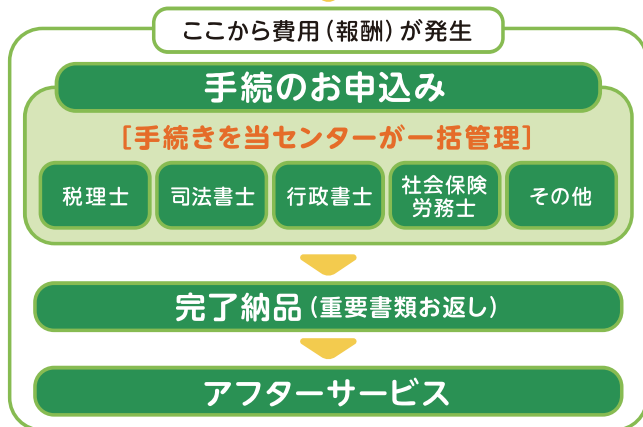 ここから費用(報酬)が発生
手続のお申込み
[手続きを当センターが一括管理]
税理士
司法書士
行政書士
社会保険
労務士
その他
完了納品(重要書類お返し)
アフターサービス